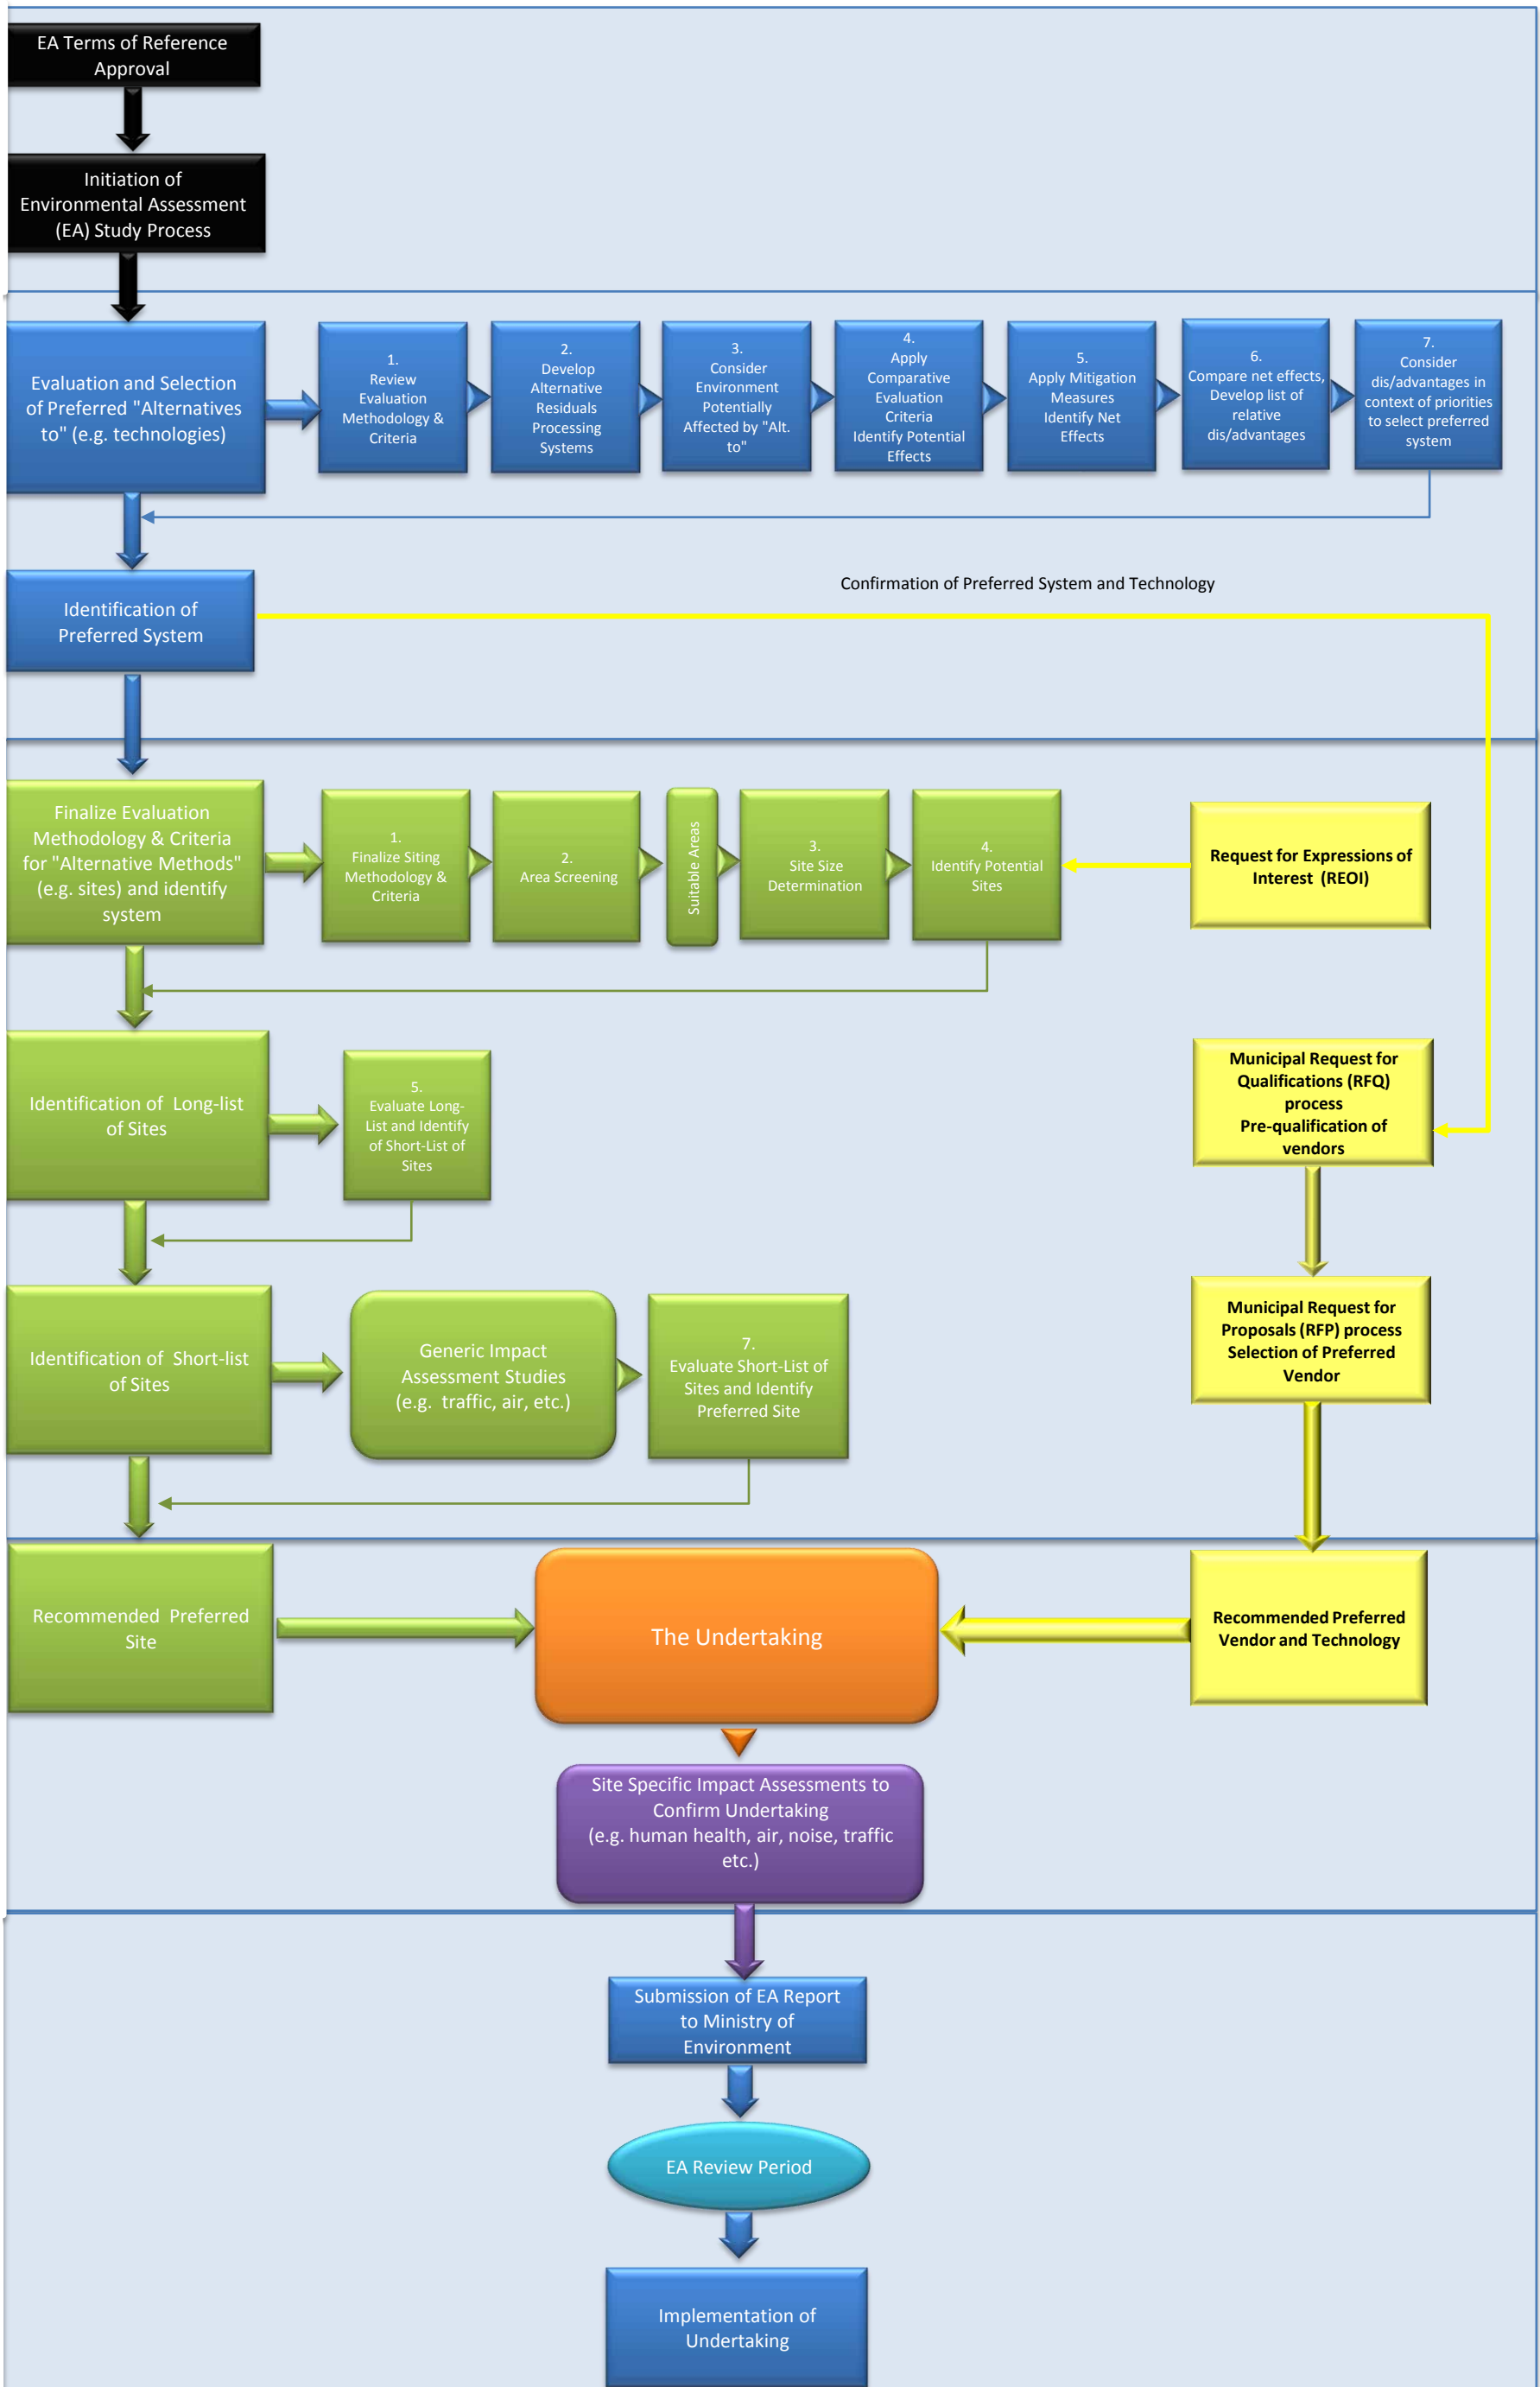 EA Terms of Reference
Approval
Initiation of
Environmental Assessment
(EA) Study Process
Evaluation and Selection
of Preferred "Alternatives
to" (e.g. technologies)
1.
Review
Evaluation
Methodology &
Criteria
2.
Develop
Alternative
Residuals
Processing
Systems
3.
Consider
Environment
Potentially
Affected by "Alt.
to"
4.
Apply
Comparative
Evaluation
Criteria
Identify Potential
Effects
5.
Apply Mitigation
Measures
Identify Net
Effects
6.
Compare net effects,
Develop list of
relative
dis/advantages
7.
Consider
dis/advantages in
context of priorities
to select preferred
system
Identification of
Preferred System
Confirmation of Preferred System and Technology
Finalize Evaluation
Methodology & Criteria
for "Alternative Methods"
(e.g. sites) and identify
system
1.
Finalize Siting
Methodology &
Criteria
2.
Area Screening
Suitable Areas
3.
Site Size
Determination
4.
Identify Potential
Sites
Request for Expressions of
Interest (REOI)
Identification of Long-list
of Sites
5.
Evaluate Long-
List and Identify
of Short-List of
Sites
Municipal Request for
Qualifications (RFQ)
process
Pre-qualification of
vendors
Identification of Short-list
of Sites
Generic Impact
Assessment Studies
(e.g. traffic, air, etc.)
7.
Evaluate Short-List of
Sites and Identify
Preferred Site
Municipal Request for
Proposals (RFP) process
Selection of Preferred
Vendor
Recommended Preferred
Site
The Undertaking
Recommended Preferred
Vendor and Technology
Site Specific Impact Assessments to
Confirm Undertaking
(e.g. human health, air, noise, traffic
etc.)
Submission of EA Report
to Ministry of
Environment
EA Review Period
Implementation of
Undertaking